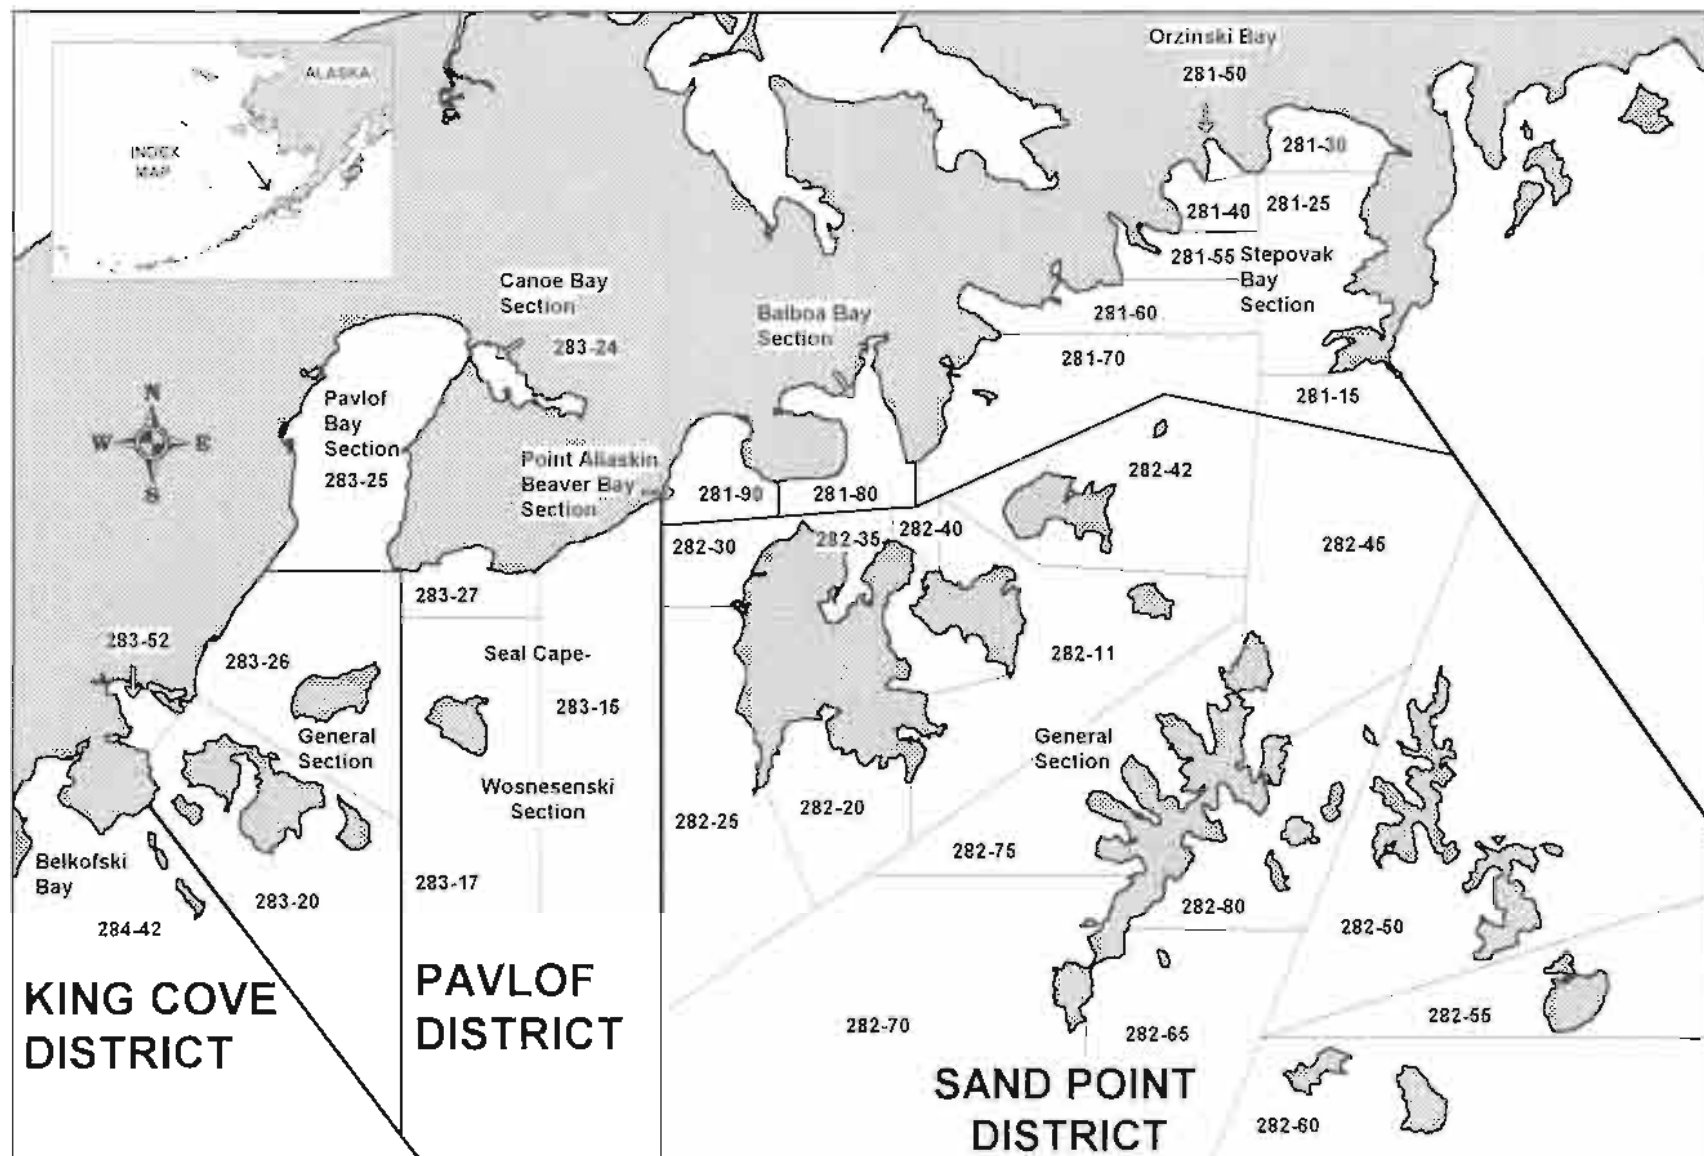 Orzinski Bay
281-50
ALASKA
INDEX
MAP
281-30
281-40
281-25
281-55
Stepovak
Bay
Section
Canoe Bay
Section
283-24
Balboa Bay
Section
281-60
281-70
281-15
N
W
E
S
Pavlof
Bay
Section
283-25
Point Aliaskin
Beaver Bay
Section
281-90
281-80
282-42
282-30
282-35
282-40
282-45
283-27
283-52
283-26
Seal Cape-
283-15
282-11
General
Section
General
Section
Wosnesenski
Section
282-25
282-20
282-75
Belkofski
Bay
283-20
283-17
284-42
282-80
282-50
KING COVE
DISTRICT
PAVLOF
DISTRICT
282-70
282-65
282-55
SAND POINT
DISTRICT
282-60